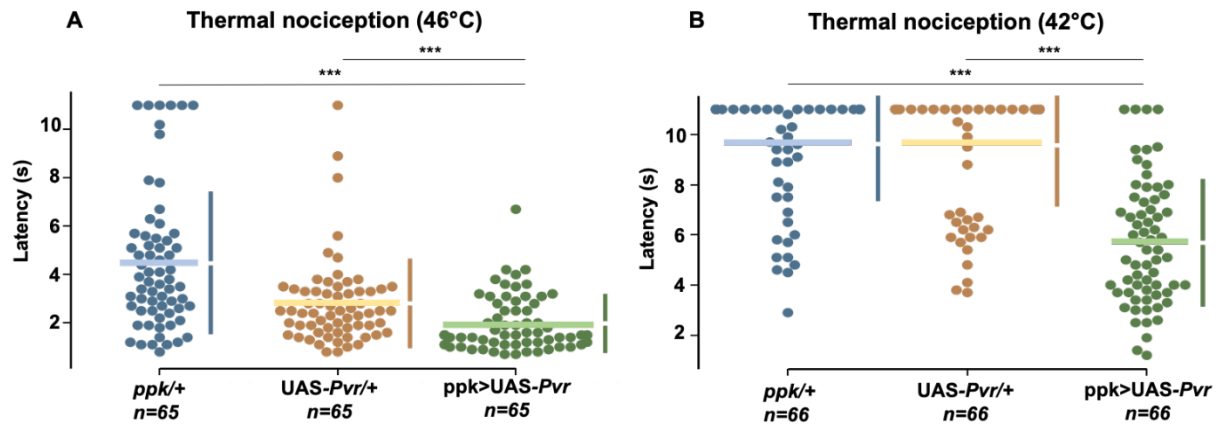 A
Thermal nociception (46°C)
***
***
Latency (s)
10
8
6
4
2
ppk/+
n=65
UAS-Pvr/+
n=65
ppk>UAS-Pvr
n=65
B
Thermal nociception (42°C)
***
***
Latency (s)
10
8
6
4
2
ppk/+
n=66
UAS-Pvr/+
n=66
ppk>UAS-Pvr
n=66